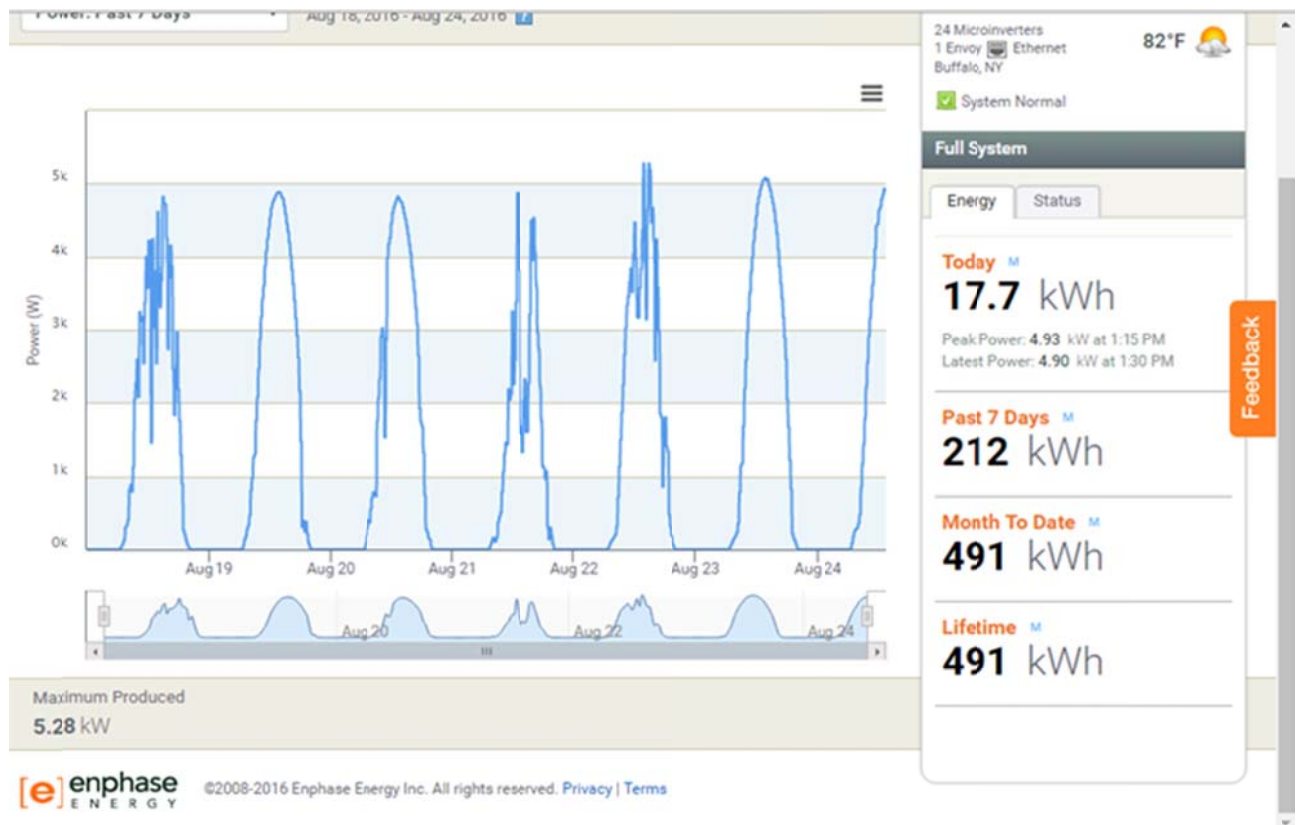 Power: Past 7 Days
Aug 18, 2016 - Aug 24, 2016 ?
24 Microinverters
1 Envoy Ethernet
Buffalo, NY
82°F
System Normal
Full System
Energy Status
Today M
17.7 kWh
Peak Power: 4.93 kW at 1:15 PM
Latest Power: 4.90 kW at 1:30 PM
Past 7 Days M
212 kWh
Month To Date M
491 kWh
Lifetime M
491 kWh
Feedback
Power (W)
5k
4k
3k
2k
1k
0k
Aug 19 Aug 20 Aug 21 Aug 22 Aug 23 Aug 24
Aug 20 Aug 22 Aug 24
Maximum Produced
5.28 kW
[e] enphase
ENERGY
©2008-2016 Enphase Energy Inc. All rights reserved. Privacy | Terms